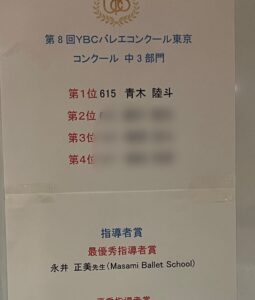 第8回YBCバレエコンクール東京
コンクール 中3部門
第1位 615 青木 陸斗
第2位
第3位
第4位
指導者賞
最優秀指導者賞
永井 正美先生(Masami Ballet School)